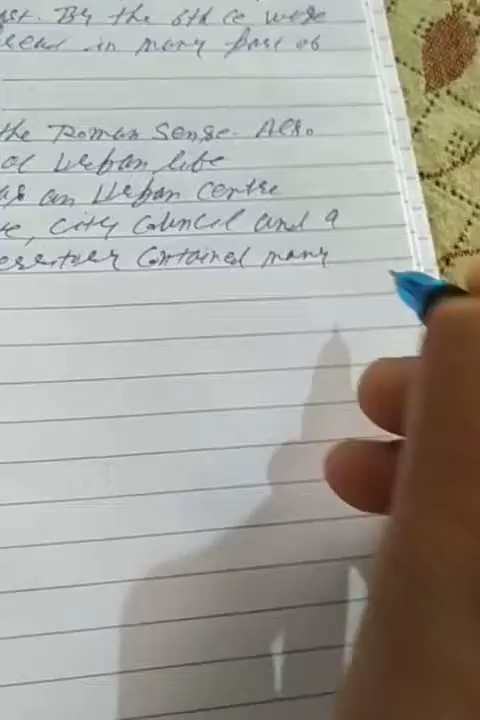 By the 6th ce were
in many part of
the Roman Sense. Also
of Urban life
as an Urban Centre
City Council and a
Contained many